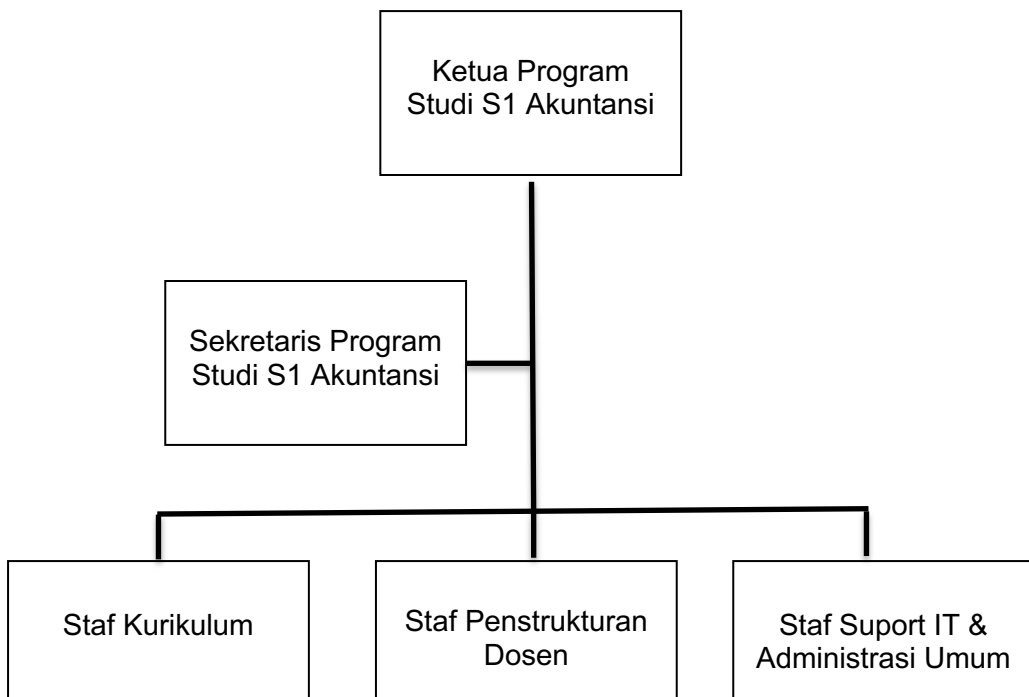 Ketua Program
Studi S1 Akuntansi
Sekretaris Program
Studi S1 Akuntansi
Staf Kurikulum
Staf Penstrukturan
Dosen
Staf Suport IT &
Administrasi Umum